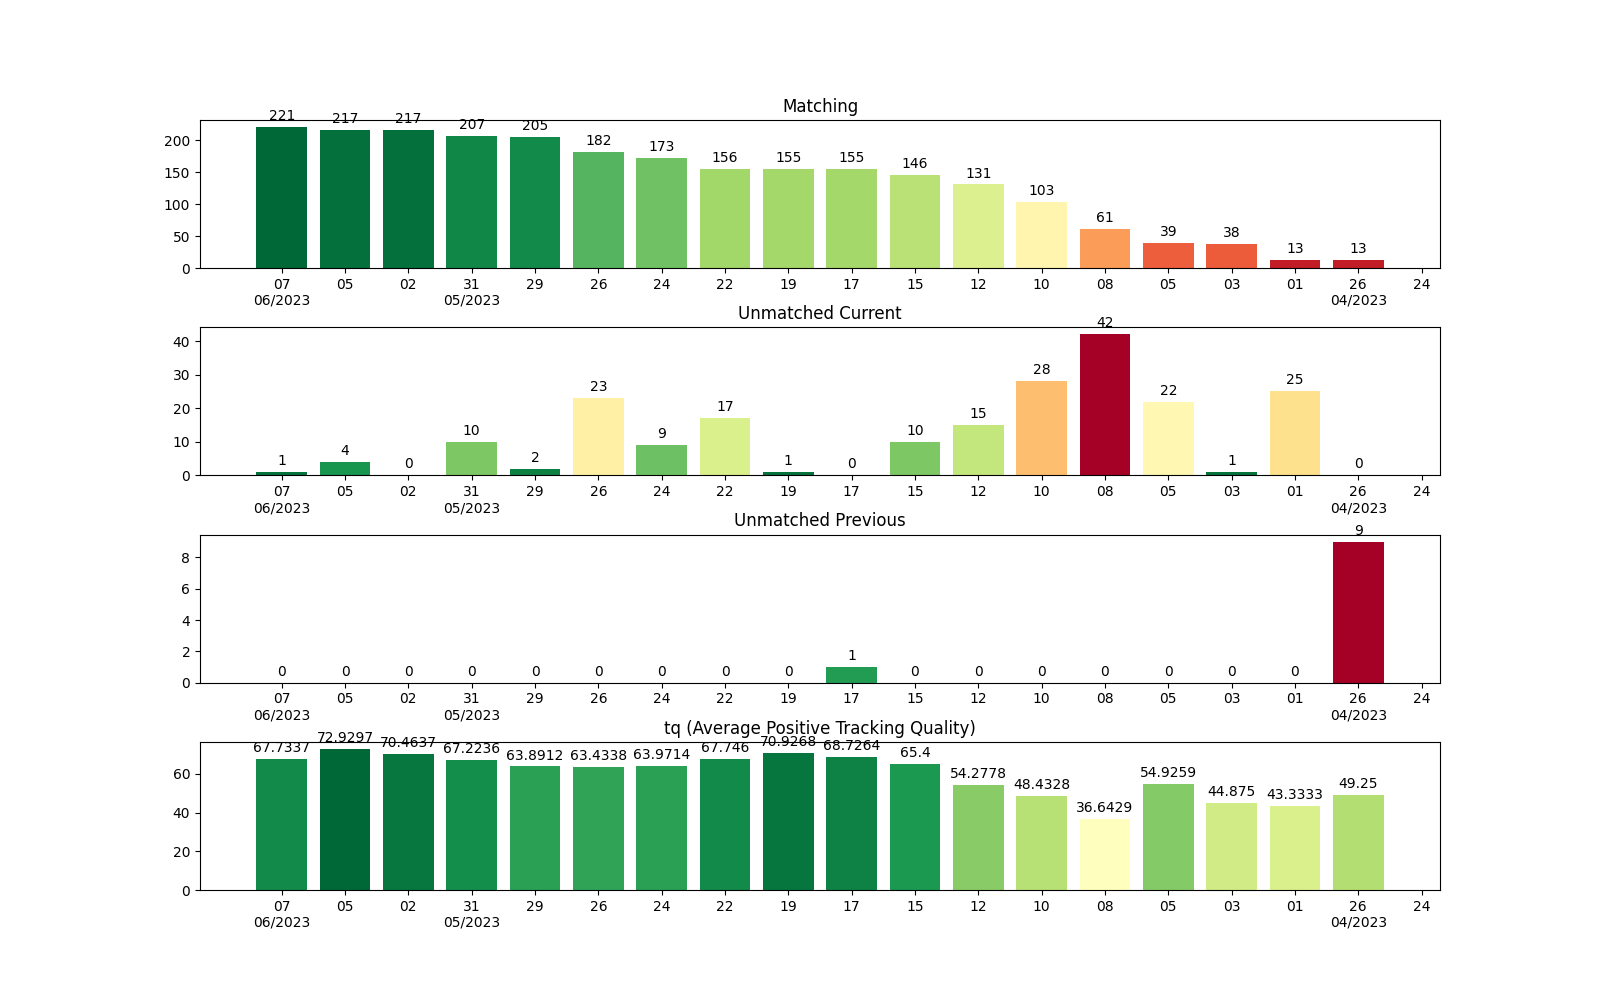 Matching
221 217 217 207 205 182 173 156 155 155 146 131 103 61 39 38 13 13
200
150
100
50
0
07 05 02 31 29 26 24 22 19 17 15 12 10 08 05 03 01 26 24
06/2023 05/2023 04/2023
Unmatched Current
1 4 0 10 2 23 9 17 1 0 10 15 28 42 22 1 25 0
40
30
20
10
0
07 05 02 31 29 26 24 22 19 17 15 12 10 08 05 03 01 26 24
06/2023 05/2023 04/2023
Unmatched Previous
0 0 0 0 0 0 0 0 0 1 0 0 0 0 0 0 0 9
8
6
4
2
0
07 05 02 31 29 26 24 22 19 17 15 12 10 08 05 03 01 26 24
06/2023 05/2023 04/2023
tq (Average Positive Tracking Quality)
67.7337 72.9297 70.4637 67.2236 63.8912 63.4338 63.9714 67.746 70.9268 68.7264 65.4 54.2778 48.4328 36.6429 54.9259 44.875 43.3333 49.25
60
40
20
0
07 05 02 31 29 26 24 22 19 17 15 12 10 08 05 03 01 26 24
06/2023 05/2023 04/2023